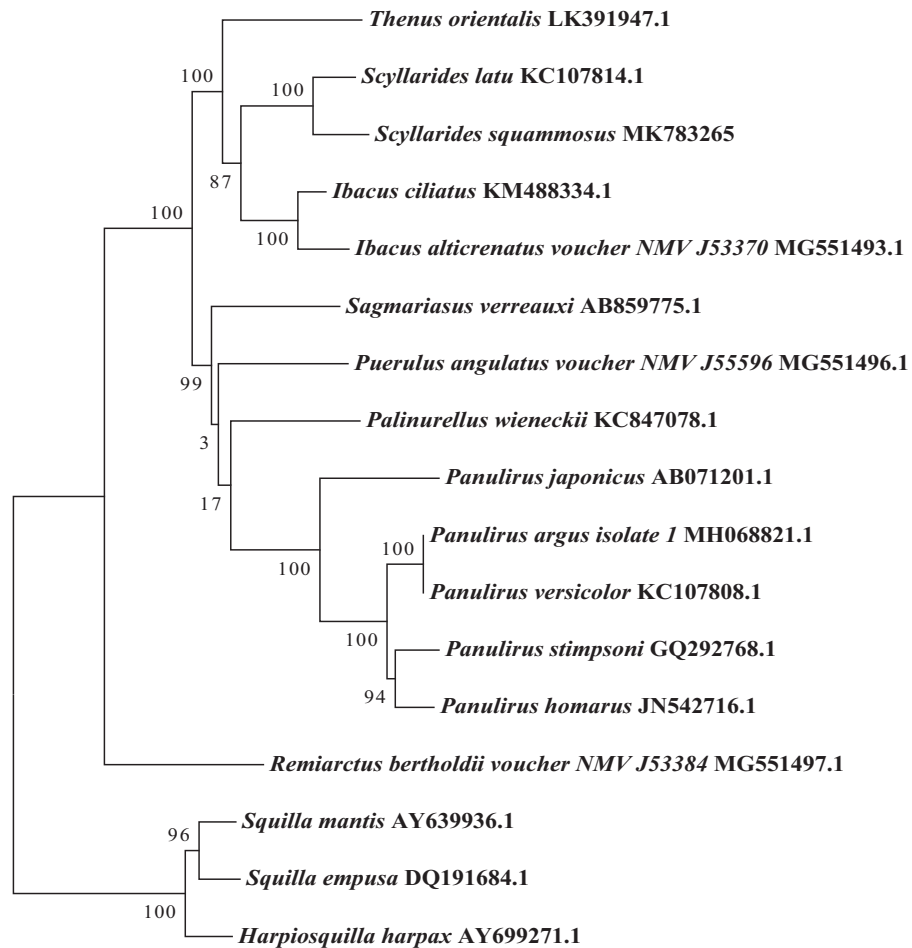 Thenus orientalis LK391947.1
100
Scyllarides latu KC107814.1
100
Scyllarides squammosus MK783265
87
Ibacus ciliatus KM488334.1
100
100
Ibacus alticrenatus voucher NMV J53370 MG551493.1
Sagmariasus verreauxi AB859775.1
99
Puerulus angulatus voucher NMV J55596 MG551496.1
3
Palinurellus wieneckii KC847078.1
17
Panulirus japonicus AB071201.1
100
Panulirus argus isolate 1 MH068821.1
100
Panulirus versicolor KC107808.1
100
Panulirus stimpsoni GQ292768.1
94
Panulirus homarus JN542716.1
Remiarctus bertholdii voucher NMV J53384 MG551497.1
Squilla mantis AY639936.1
96
Squilla empusa DQ191684.1
100
Harpiosquilla harpax AY699271.1